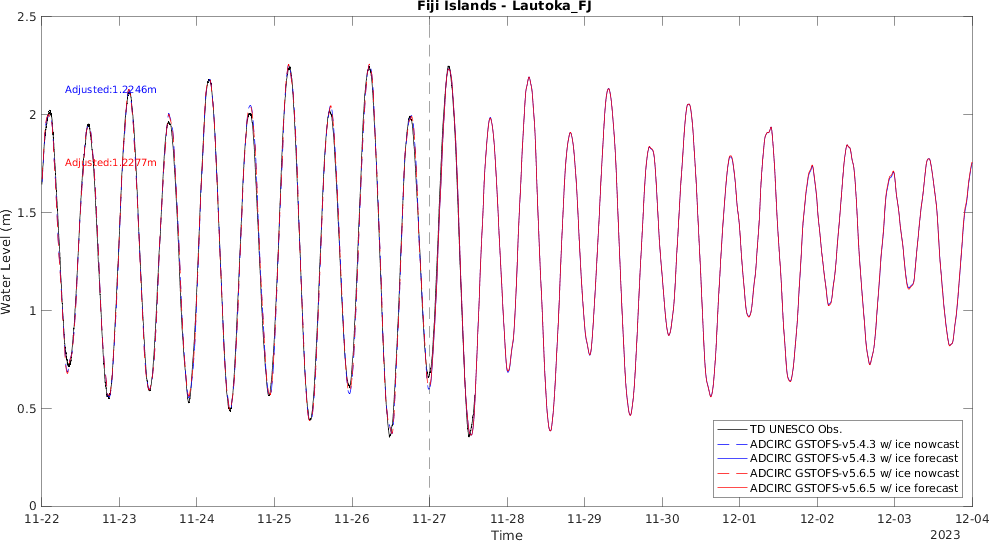 Fiji Islands - Lautoka_FJ
2.5
Adjusted:1.2246m
2
Adjusted:1.2277m
1.5
Water Level (m)
1
0.5
TD UNESCO Obs.
ADCIRC GSTOFS-v5.4.3 w/ ice nowcast
ADCIRC GSTOFS-v5.4.3 w/ ice forecast
ADCIRC GSTOFS-v5.6.5 w/ ice nowcast
ADCIRC GSTOFS-v5.6.5 w/ ice forecast
0
11-22 11-23 11-24 11-25 11-26 11-27 11-28 11-29 11-30 12-01 12-02 12-03 12-04
Time
2023